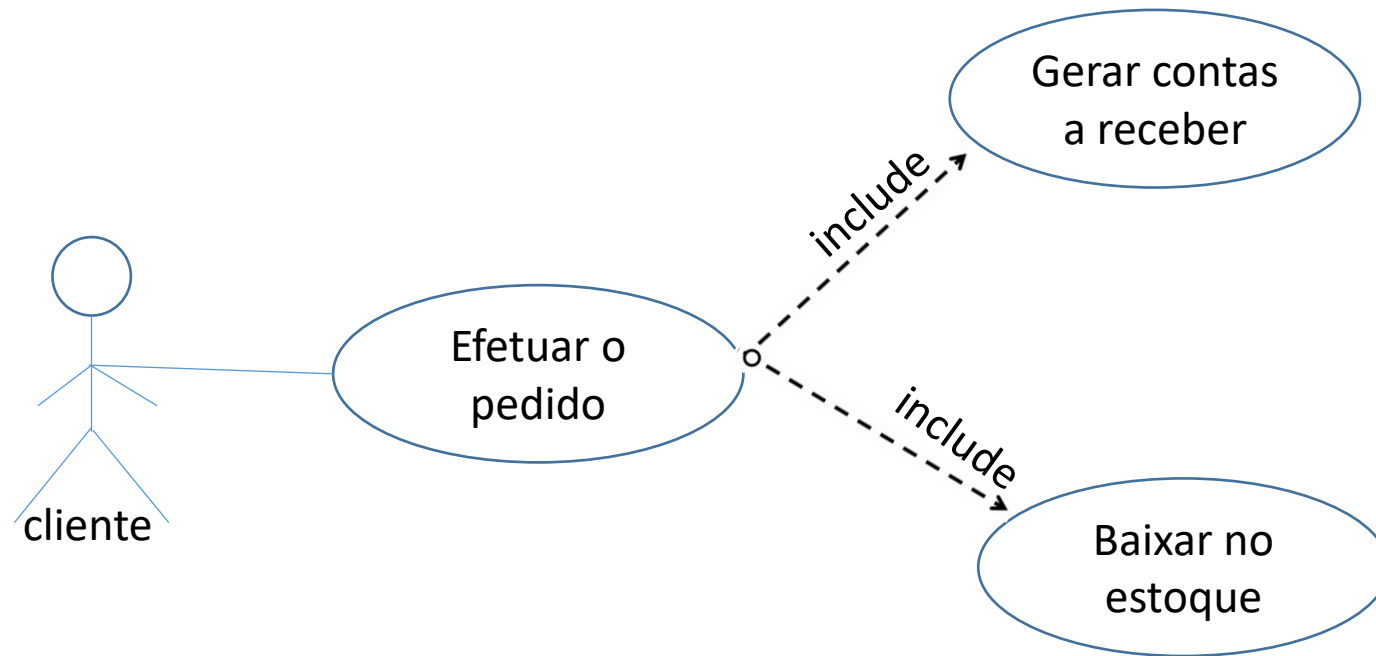 Gerar contas
a receber
include
Efetuar o
pedido
include
cliente
Baixar no
estoque